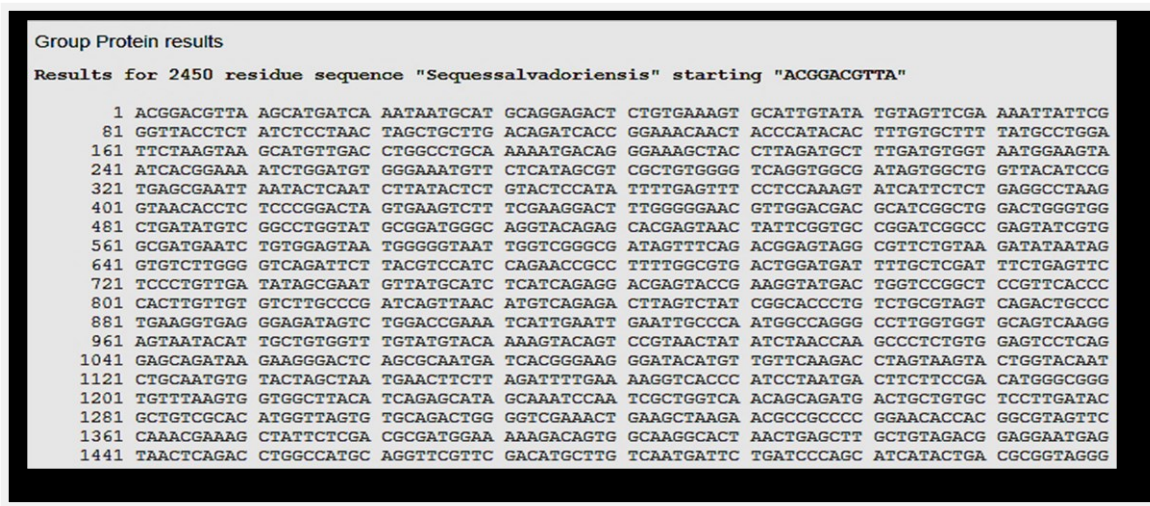 Group Protein results
Results for 2450 residue sequence "Sequessalvadoriensis" starting "ACGGACGTTA"
1 ACGGACGTTA AGCATGATCA AATAATGCAT GCAGGAGACT CTGTGAAAGT GCATTGTATA TGTAGTTCGA AAATTATTCG
81 GGTTACCTCT ATCTCCTAAC TAGCTGCTTG ACAGATCACC GGAAACAACT ACCCATACAC TTTGTGCTTT TATGCCTGGA
161 TTCTAAGTAA GCATGTTGAC CTGGCCTGCA AAAATGACAG GGAAAGCTAC CTTAGATGCT TTGATGTGGT AATGGAAGTA
241 ATCACGGAAA ATCTGGATGT GGGAAATGTT CTCATAGCGT CGCTGTGGGG TCAGGTGGCG ATAGTGGCTG GTTACATCCG
321 TGAGCGAATT AATACTCAAT CTTATACTCT GTACTCCATA TTTTGAGTTT CCTCCAAAGT ATCATTCTCT GAGGCCTAAG
401 GTAACACCTC TCCCGGACTA GTGAAGTCTT TCGAAGGACT TTGGGGGAAC GTTGGACGAC GCATCGGCTG GACTGGGTGG
481 CTGATATGTC GGCCTGGTAT GCGGATGGGC AGGTACAGAG CACGAGTAAC TATTCGGTGC CGGATCGGCC GAGTATCGTG
561 GCGATGAATC TGTGGAGTAA TGGGGGTAAT TGGTCGGGCG ATAGTTTCAG ACGGAGTAGG CGTTCTGTAA GATATAATAG
641 GTGTCTTGGG GTCAGATTCT TACGTCCATC CAGAACCGCC TTTTGGCGTG ACTGGATGAT TTTGCTCGAT TTCTGAGTTC
721 TCCCTGTTGA TATAGCGAAT GTTATGCATC TCATCAGAGG ACGAGTACCG AAGGTATGAC TGGTCCGGCT CCGTTCACCC
801 CACTTGTTGT GTCTTGCCCG ATCAGTTAAC ATGTCAGAGA CTTAGTCTAT CGGCACCCTG TCTGCGTAGT CAGACTGCCC
881 TGAAGGTGAG GGAGATAGTC TGGACCGAAA TCATTGAATT GAATTGCCCA ATGGCCAGGG CCTTGGTGGT GCAGTCAAGG
961 AGTAATACAT TGCTGTGGTT TGTATGTACA AAAGTACAGT CCGTAACTAT ATCTAACCAA GCCCTCTGTG GAGTCCTCAG
1041 GAGCAGATAA GAAGGGACTC AGCGCAATGA TCACGGGAAG GGATACATGT TGTTCAAGAC CTAGTAAGTA CTGGTACAAT
1121 CTGCAATGTG TACTAGCTAA TGAACTTCTT AGATTTTGAA AAGGTCACCC ATCCTAATGA CTTCTTCCGA CATGGGCGGG
1201 TGTTTAAGTG GTGGCTTACA TCAGAGCATA GCAAATCCAA TCGCTGGTCA ACAGCAGATG ACTGCTGTGC TCCTTGATAC
1281 GCTGTCGCAC ATGGTTAGTG TGCAGACTGG GGTCGAAACT GAAGCTAAGA ACGCCGCCCC GGAACACCAC GGCGTAGTTC
1361 CAAACGAAAG CTATTCTCGA CGCGATGGAA AAAGACAGTG GCAAGGCACT AACTGAGCTT GCTGTAGACG GAGGAATGAG
1441 TAACTCAGAC CTGGCCATGC AGGTTCGTTC GACATGCTTG TCAATGATTC TGATCCCAGC ATCATACTGA CGCGGTAGGG